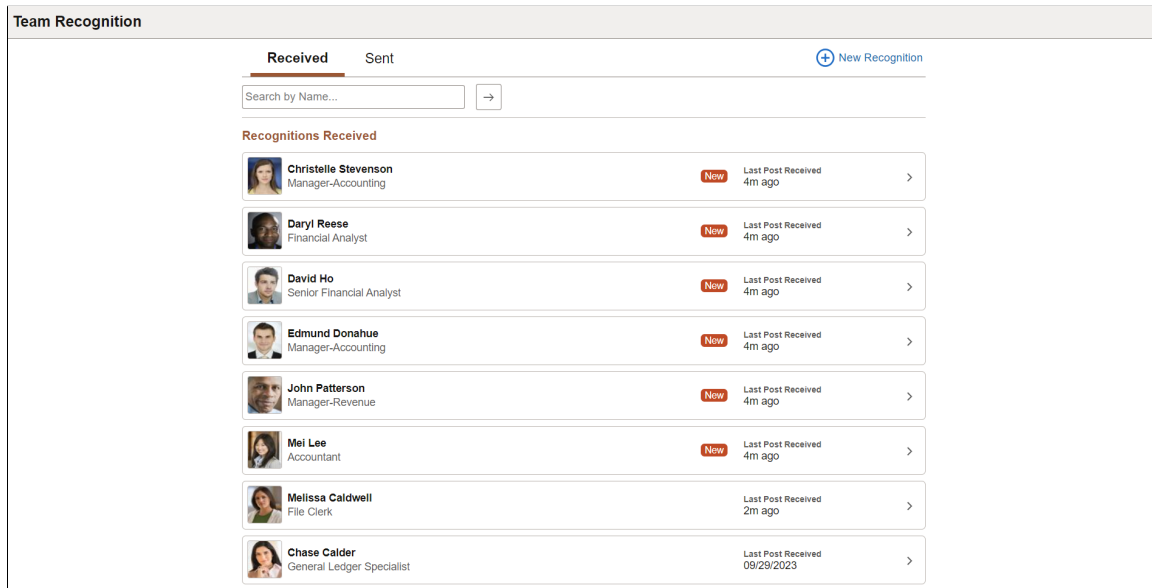 Team Recognition
Received Sent New Recognition
Search by Name...
Recognitions Received
Christelle Stevenson
Manager-Accounting
New
Last Post Received
4m ago
Daryl Reese
Financial Analyst
New
Last Post Received
4m ago
David Ho
Senior Financial Analyst
New
Last Post Received
4m ago
Edmund Donahue
Manager-Accounting
New
Last Post Received
4m ago
John Patterson
Manager-Revenue
New
Last Post Received
4m ago
Mei Lee
Accountant
New
Last Post Received
4m ago
Melissa Caldwell
File Clerk
Last Post Received
2m ago
Chase Calder
General Ledger Specialist
Last Post Received
09/29/2023